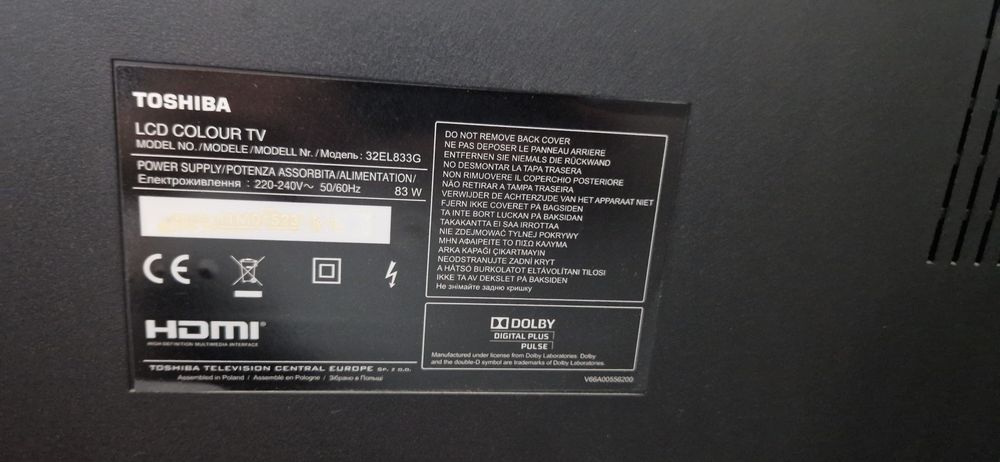 TOSHIBA
LCD COLOUR TV
MODEL NO./MODELE/MODELL Nr./Модель: 32EL833G
POWER SUPPLY/POTENZA ASSORBITA/ALIMENTATION/
Електроживлення : 220-240V~ 50/60Hz 83 W
CE
HDMI
HIGH-DEFINITION MULTIMEDIA INTERFACE
TOSHIBA TELEVISION CENTRAL EUROPE SP. Z O.O.
Assembled in Poland / Assemblé en Pologne / Зібрано в Польщі
DO NOT REMOVE BACK COVER
NE PAS DEPOSER LE PANNEAU ARRIERE
ENTFERNEN SIE NIEMALS DIE RÜCKWAND
NO DESMONTAR LA TAPA TRASERA
NON RIMUOVERE IL COPERCHIO POSTERIORE
NÃO RETIRAR A TAMPA TRASEIRA
VERWIJDER DE ACHTERZUDE VAN HET APPARAAT NIET
FJERN IKKE COVERET PÅ BAGSIDEN
TA INTE BORT LUCKAN PÅ BAKSIDAN
TAKAKANTTA EI SAA IRROTTAA
NIE ZDEJMOWAĆ TYLNEJ POKRYWY
ΜΗΝ ΑΦΑΙΡΕΙΤΕ ΤΟ ΠΙΣΩ ΚΑΛΥΜΑ
ARKA KAPAĞI ÇIKARTMAYIN
NEODSTRANUJTE ZADNÍ KRYT
A HÁTSÓ BURKOLATOT ELTÁVOLÍTANI TILOSI
IKKE TA AV DEKSLET PÅ BAKSIDEN
Не знімайте задню кришку
DOLBY
DIGITAL PLUS
PULSE
Manufactured under license from Dolby Laboratories. Dolby
and the double-D symbol are trademarks of Dolby Laboratories.
V66A00556200